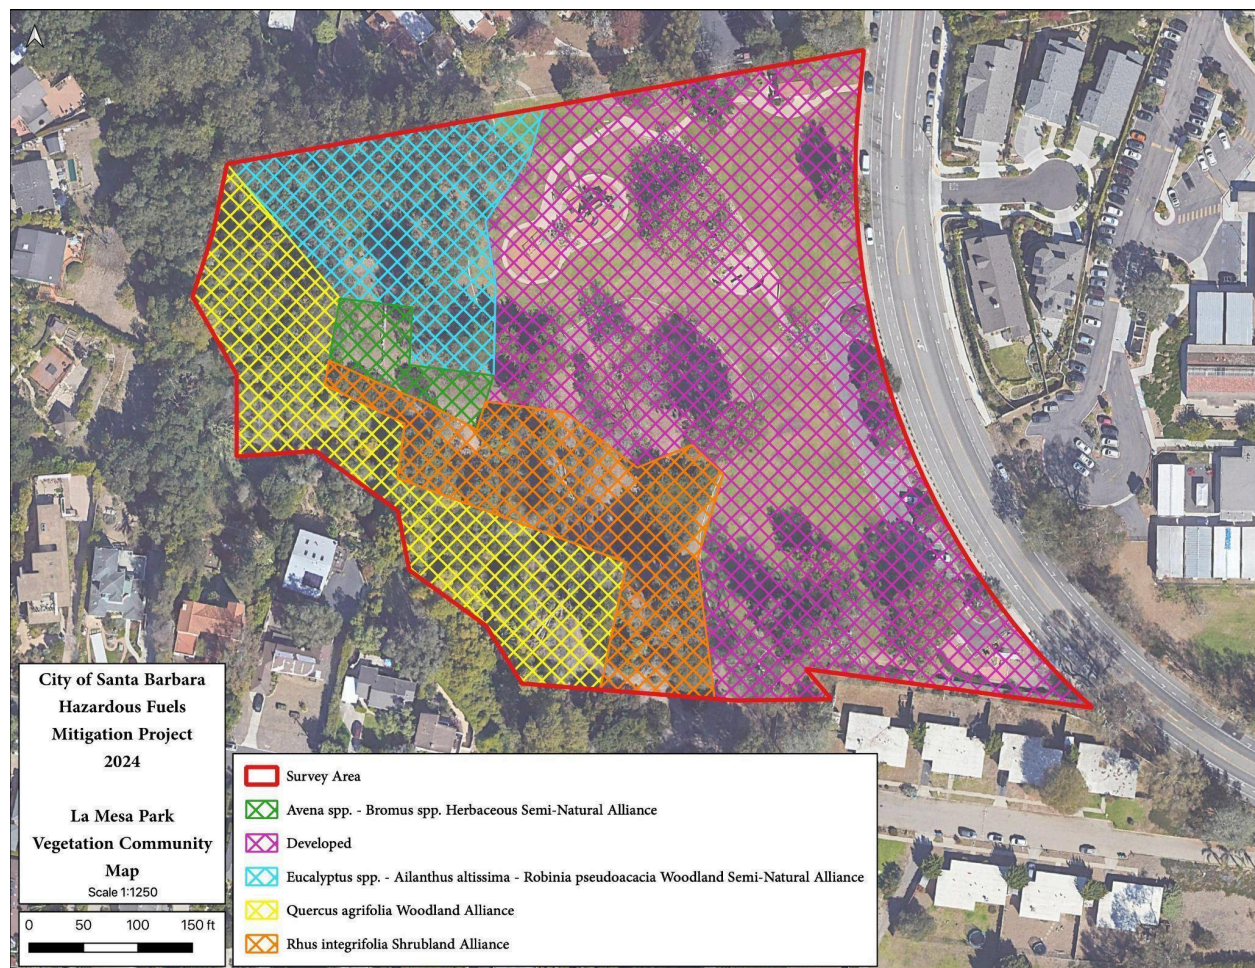 City of Santa Barbara
Hazardous Fuels
Mitigation Project
2024
La Mesa Park
Vegetation Community
Map
Scale 1:1250
0 50 100 150 ft
Survey Area
Avena spp. - Bromus spp. Herbaceous Semi-Natural Alliance
Developed
Eucalyptus spp. - Ailanthus altissima - Robinia pseudoacacia Woodland Semi-Natural Alliance
Quercus agrifolia Woodland Alliance
Rhus integrifolia Shrubland Alliance